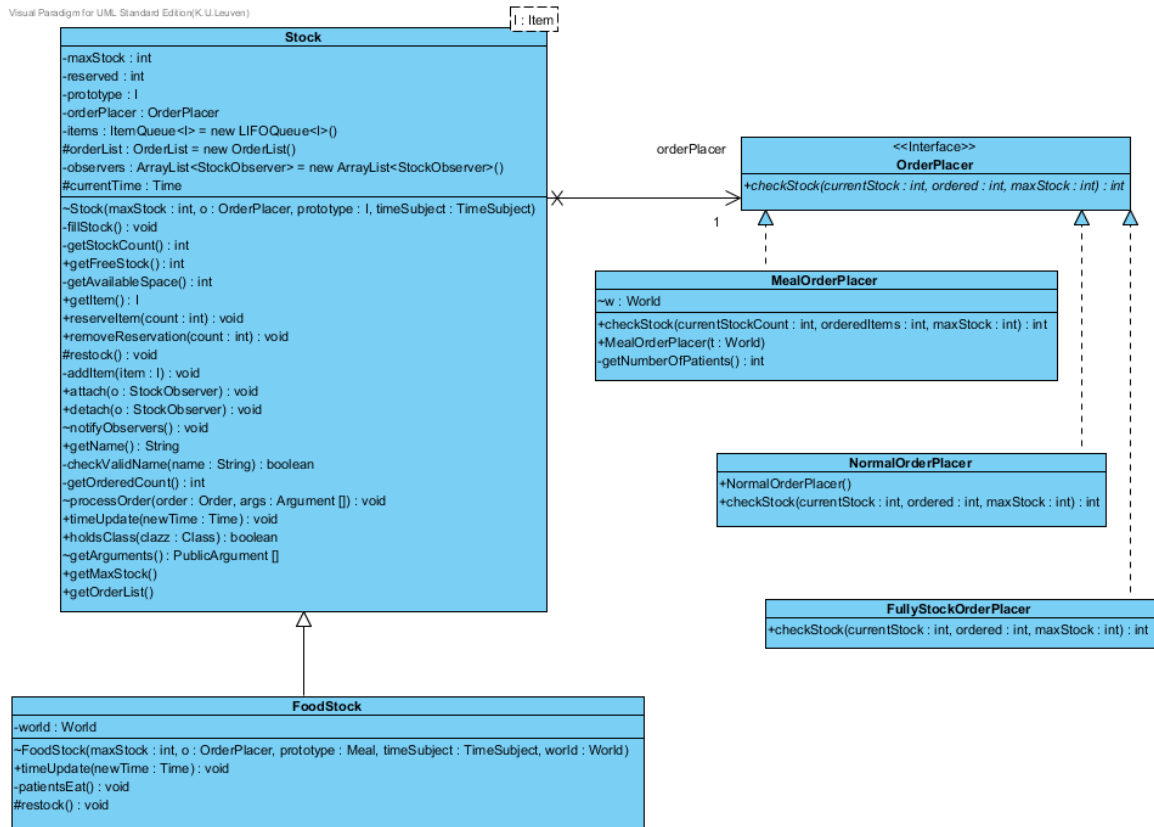 Visual Paradigm for UML Standard Edition(K.U.Leuven)
I : Item
Stock
-maxStock : int
-reserved : int
-prototype : I
-orderPlacer : OrderPlacer
-items : ItemQueue<I> = new LIFOQueue<I>()
#orderList : OrderList = new OrderList()
-observers : ArrayList<StockObserver> = new ArrayList<StockObserver>()
#currentTime : Time
~Stock(maxStock : int, o : OrderPlacer, prototype : I, timeSubject : TimeSubject)
-fillStock() : void
-getStockCount() : int
+getFreeStock() : int
-getAvailableSpace() : int
+getItem() : I
+reserveItem(count : int) : void
+removeReservation(count : int) : void
#restock() : void
-addItem(item : I) : void
+attach(o : StockObserver) : void
+detach(o : StockObserver) : void
~notifyObservers() : void
+getName() : String
-checkValidName(name : String) : boolean
-getOrderedCount() : int
~processOrder(order : Order, args : Argument []) : void
+timeUpdate(newTime : Time) : void
+holdsClass(clazz : Class) : boolean
~getArguments() : PublicArgument []
+getMaxStock()
+getOrderList()
orderPlacer
1
<<Interface>>
OrderPlacer
+checkStock(currentStock : int, ordered : int, maxStock : int) : int
MealOrderPlacer
~w : World
+checkStock(currentStockCount : int, orderedItems : int, maxStock : int) : int
+MealOrderPlacer(t : World)
-getNumberOfPatients() : int
NormalOrderPlacer
+NormalOrderPlacer()
+checkStock(currentStock : int, ordered : int, maxStock : int) : int
FullyStockOrderPlacer
+checkStock(currentStock : int, ordered : int, maxStock : int) : int
FoodStock
-world : World
~FoodStock(maxStock : int, o : OrderPlacer, prototype : Meal, timeSubject : TimeSubject, world : World)
+timeUpdate(newTime : Time) : void
-patientsEat() : void
#restock() : void